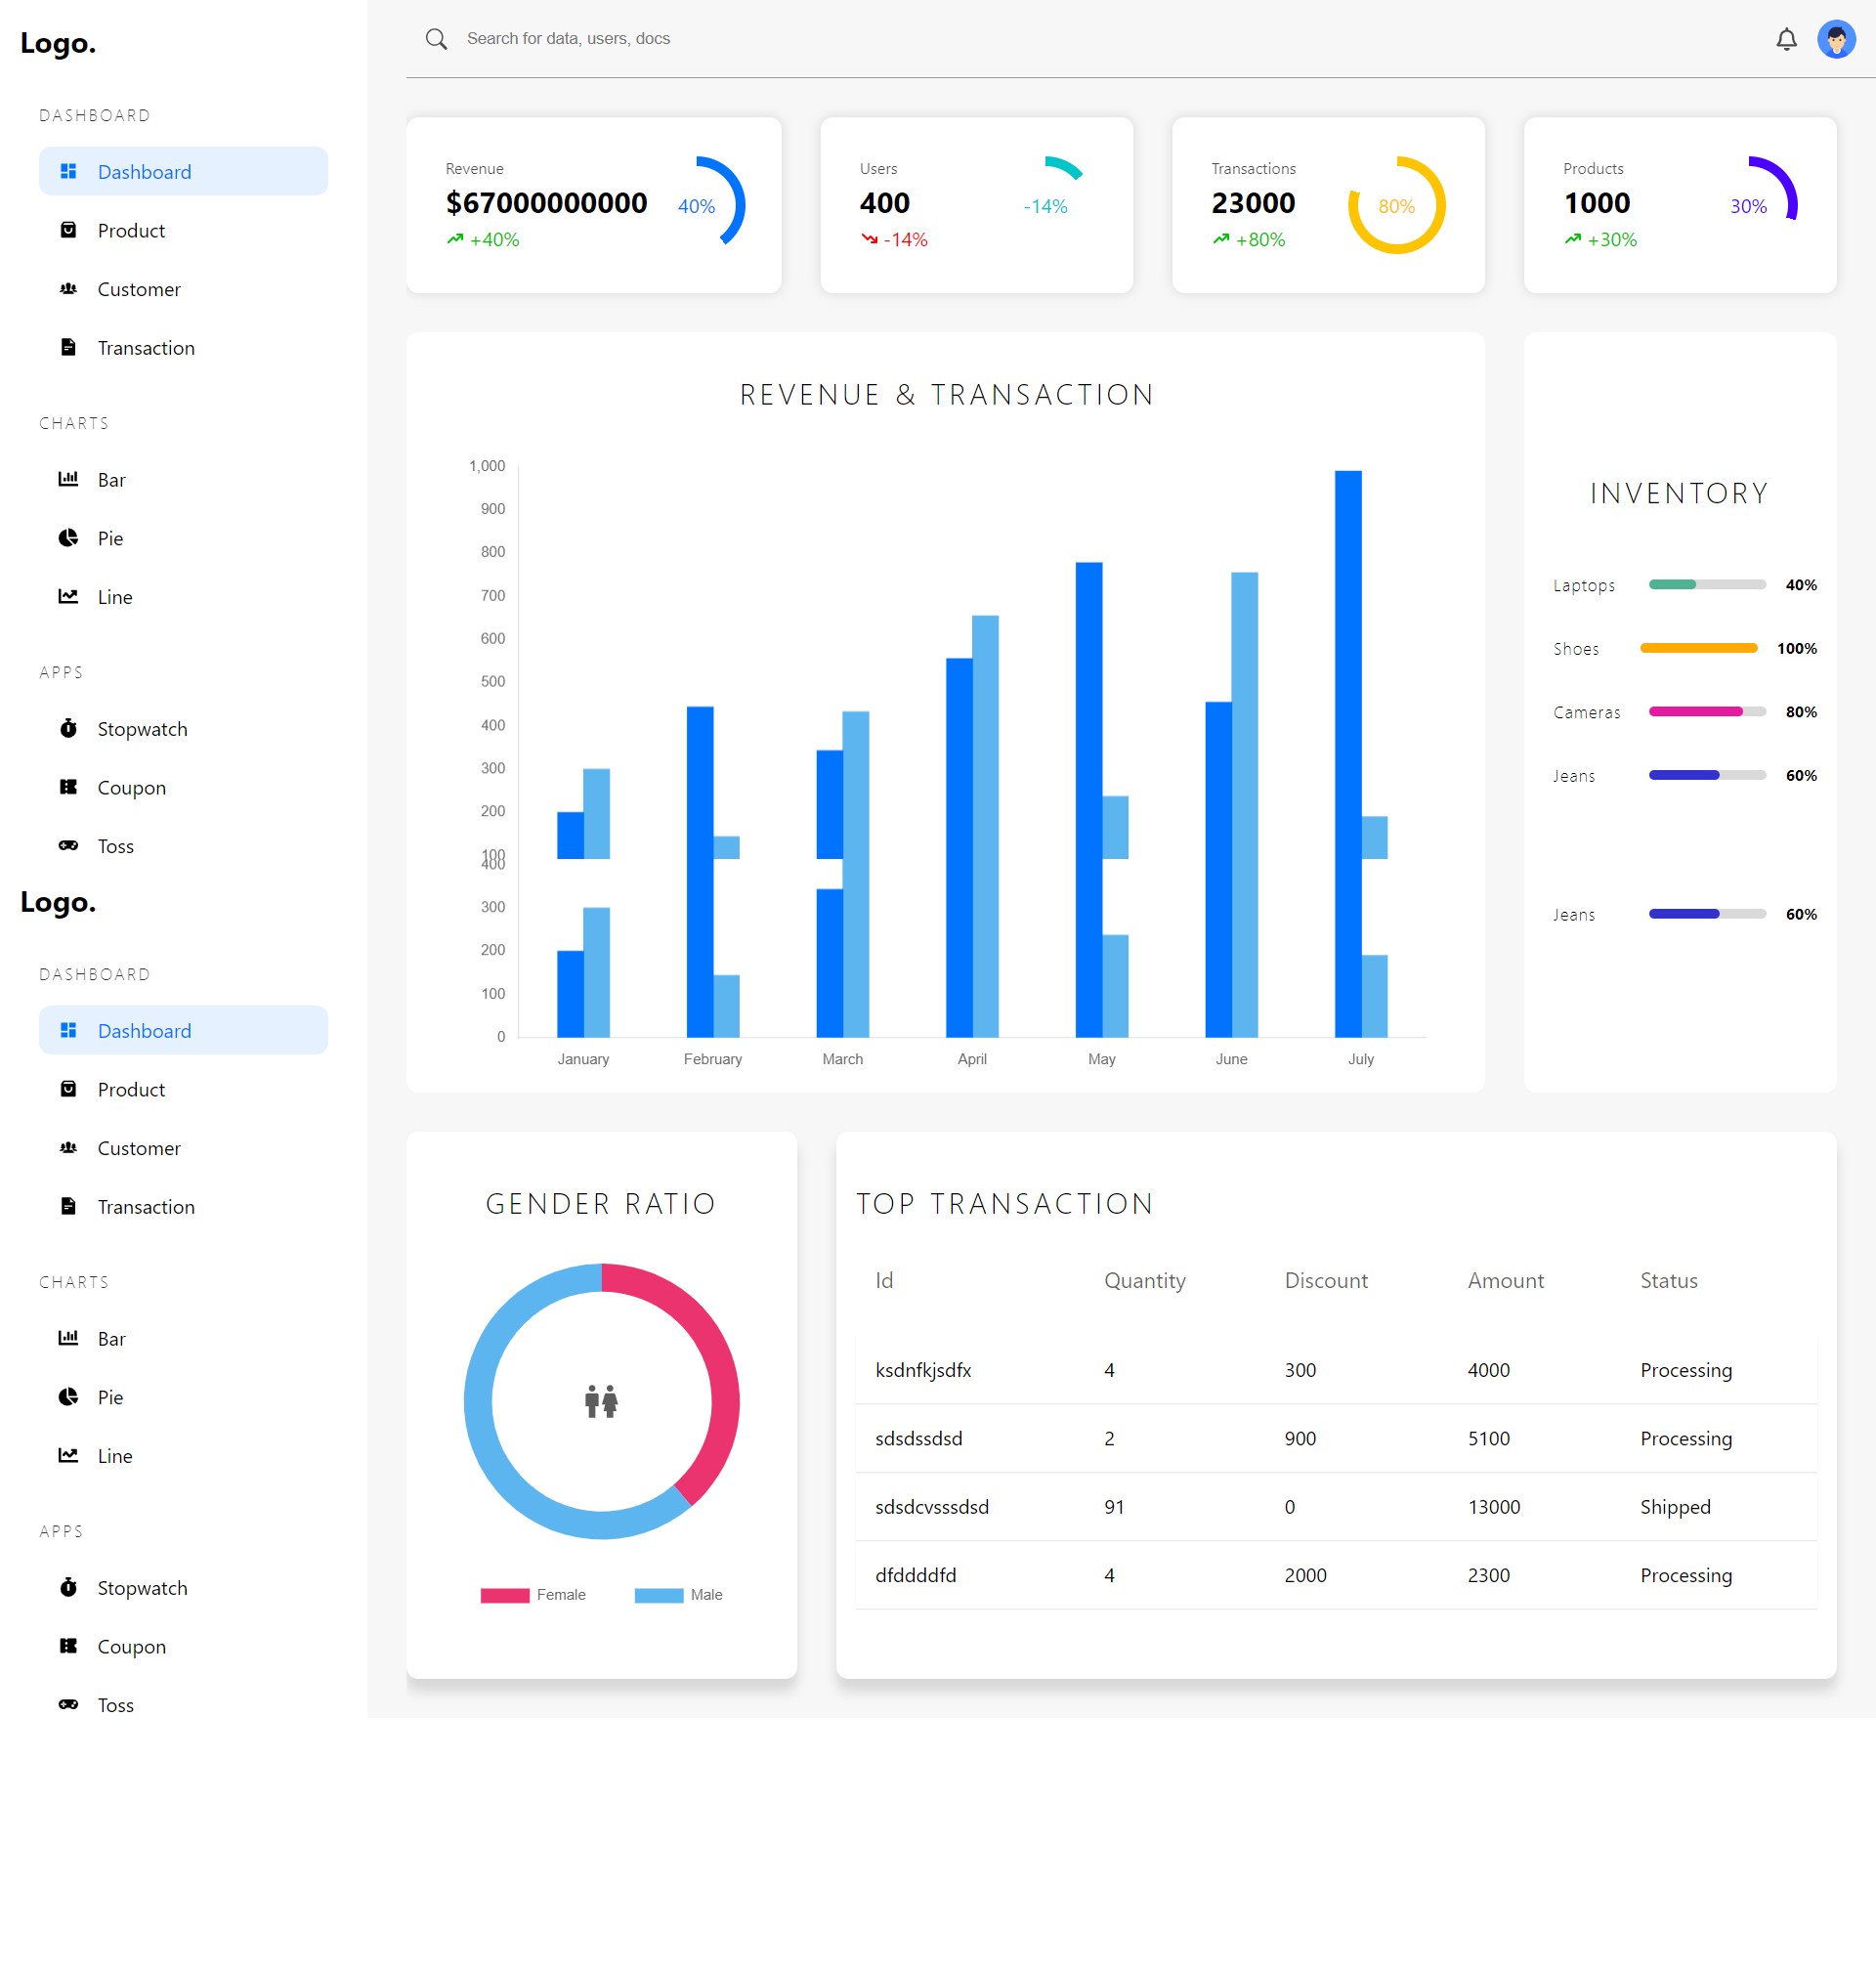 Logo.
DASHBOARD
Dashboard
Product
Customer
Transaction
CHARTS
Bar
Pie
Line
APPS
Stopwatch
Coupon
Toss
Logo.
DASHBOARD
Dashboard
Product
Customer
Transaction
CHARTS
Bar
Pie
Line
APPS
Stopwatch
Coupon
Toss
Search for data, users, docs
Revenue
$67000000000
+40%
40%
Users
400
-14%
-14%
Transactions
23000
+80%
80%
Products
1000
+30%
30%
REVENUE & TRANSACTION
1,000
900
800
700
600
500
400
300
200
100
400
300
200
100
0
January February March April May June July
INVENTORY
Laptops 40%
Shoes 100%
Cameras 80%
Jeans 60%
Jeans 60%
GENDER RATIO
Female Male
TOP TRANSACTION
Id Quantity Discount Amount Status
ksdnfkjsdfx 4 300 4000 Processing
sdsdssdsd 2 900 5100 Processing
sdsdcvsssdsd 91 0 13000 Shipped
dfddddfd 4 2000 2300 Processing